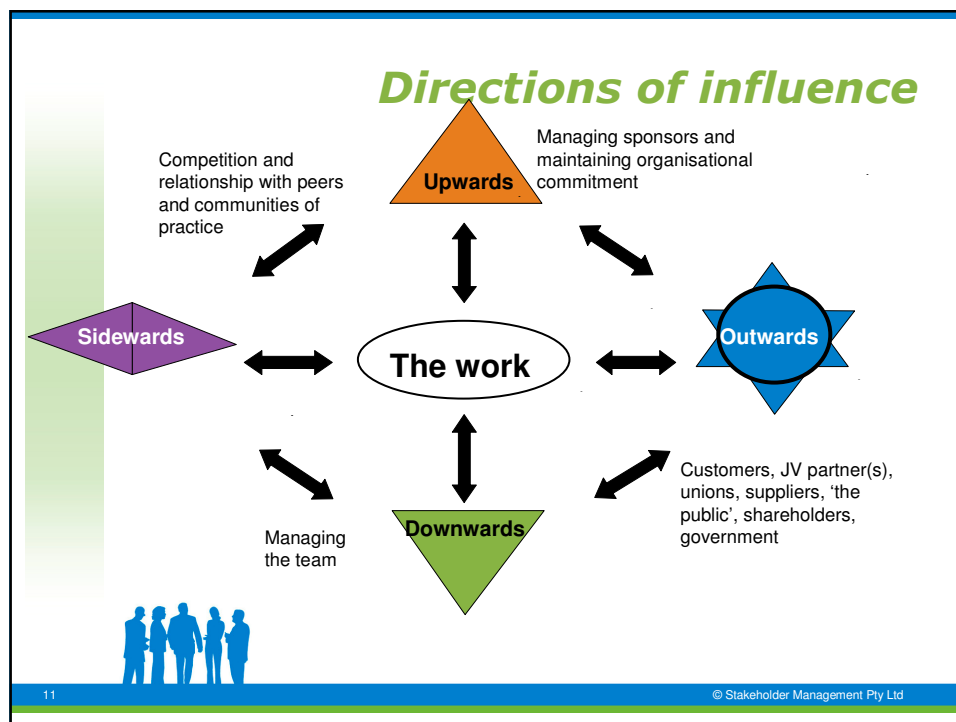 Directions of influence
Competition and
relationship with peers
and communities of
practice
Upwards
Managing sponsors and
maintaining organisational
commitment
Sidewards
The work
Outwards
Managing
the team
Downwards
Customers, JV partner(s),
unions, suppliers, ‘the
public’, shareholders,
government
11
© Stakeholder Management Pty Ltd